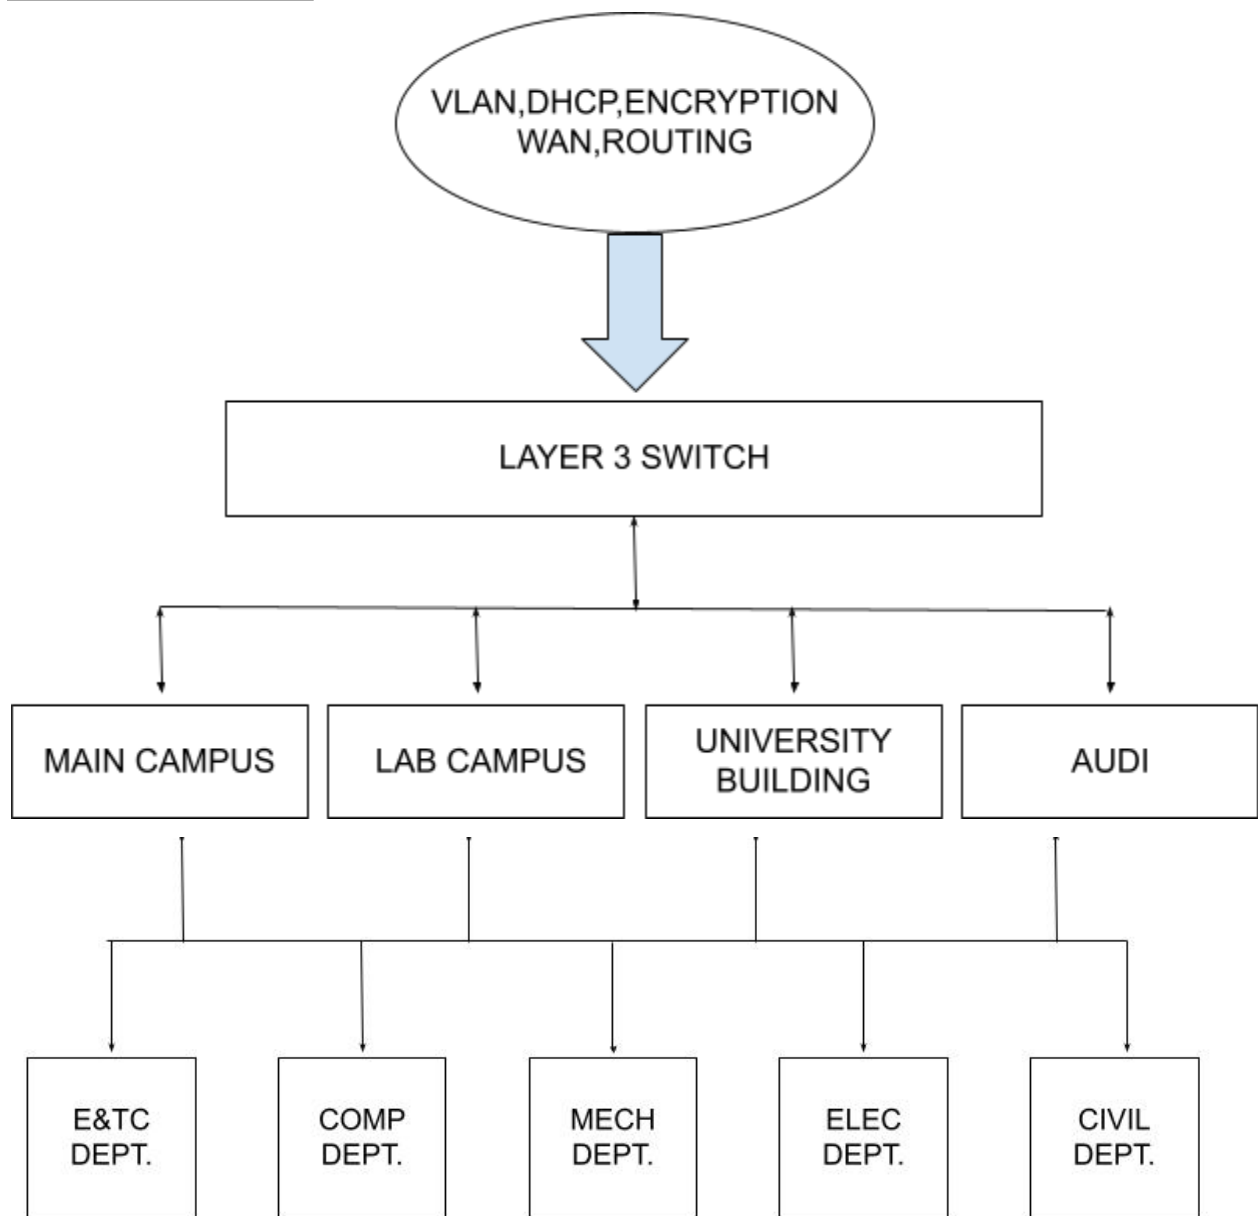 VLAN,DHCP,ENCRYPTION
WAN,ROUTING
LAYER 3 SWITCH
MAIN CAMPUS
LAB CAMPUS
UNIVERSITY
BUILDING
AUDI
E&TC
DEPT.
COMP
DEPT.
MECH
DEPT.
ELEC
DEPT.
CIVIL
DEPT.